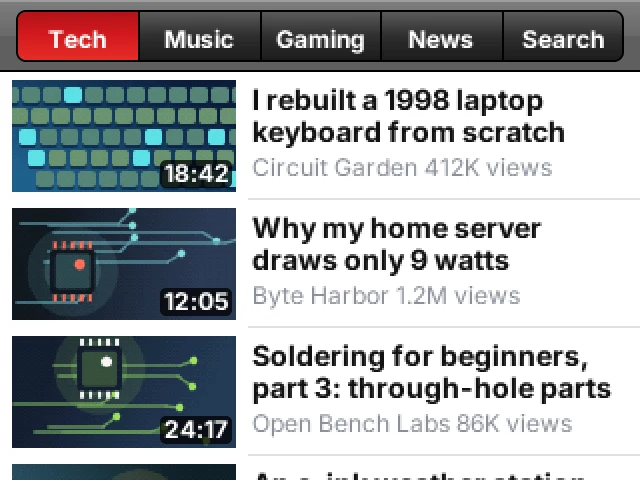 Tech Music Gaming News Search
I rebuilt a 1998 laptop
keyboard from scratch
Circuit Garden 412K views
18:42
Why my home server
draws only 9 watts
Byte Harbor 1.2M views
12:05
Soldering for beginners,
part 3: through-hole parts
Open Bench Labs 86K views
24:17